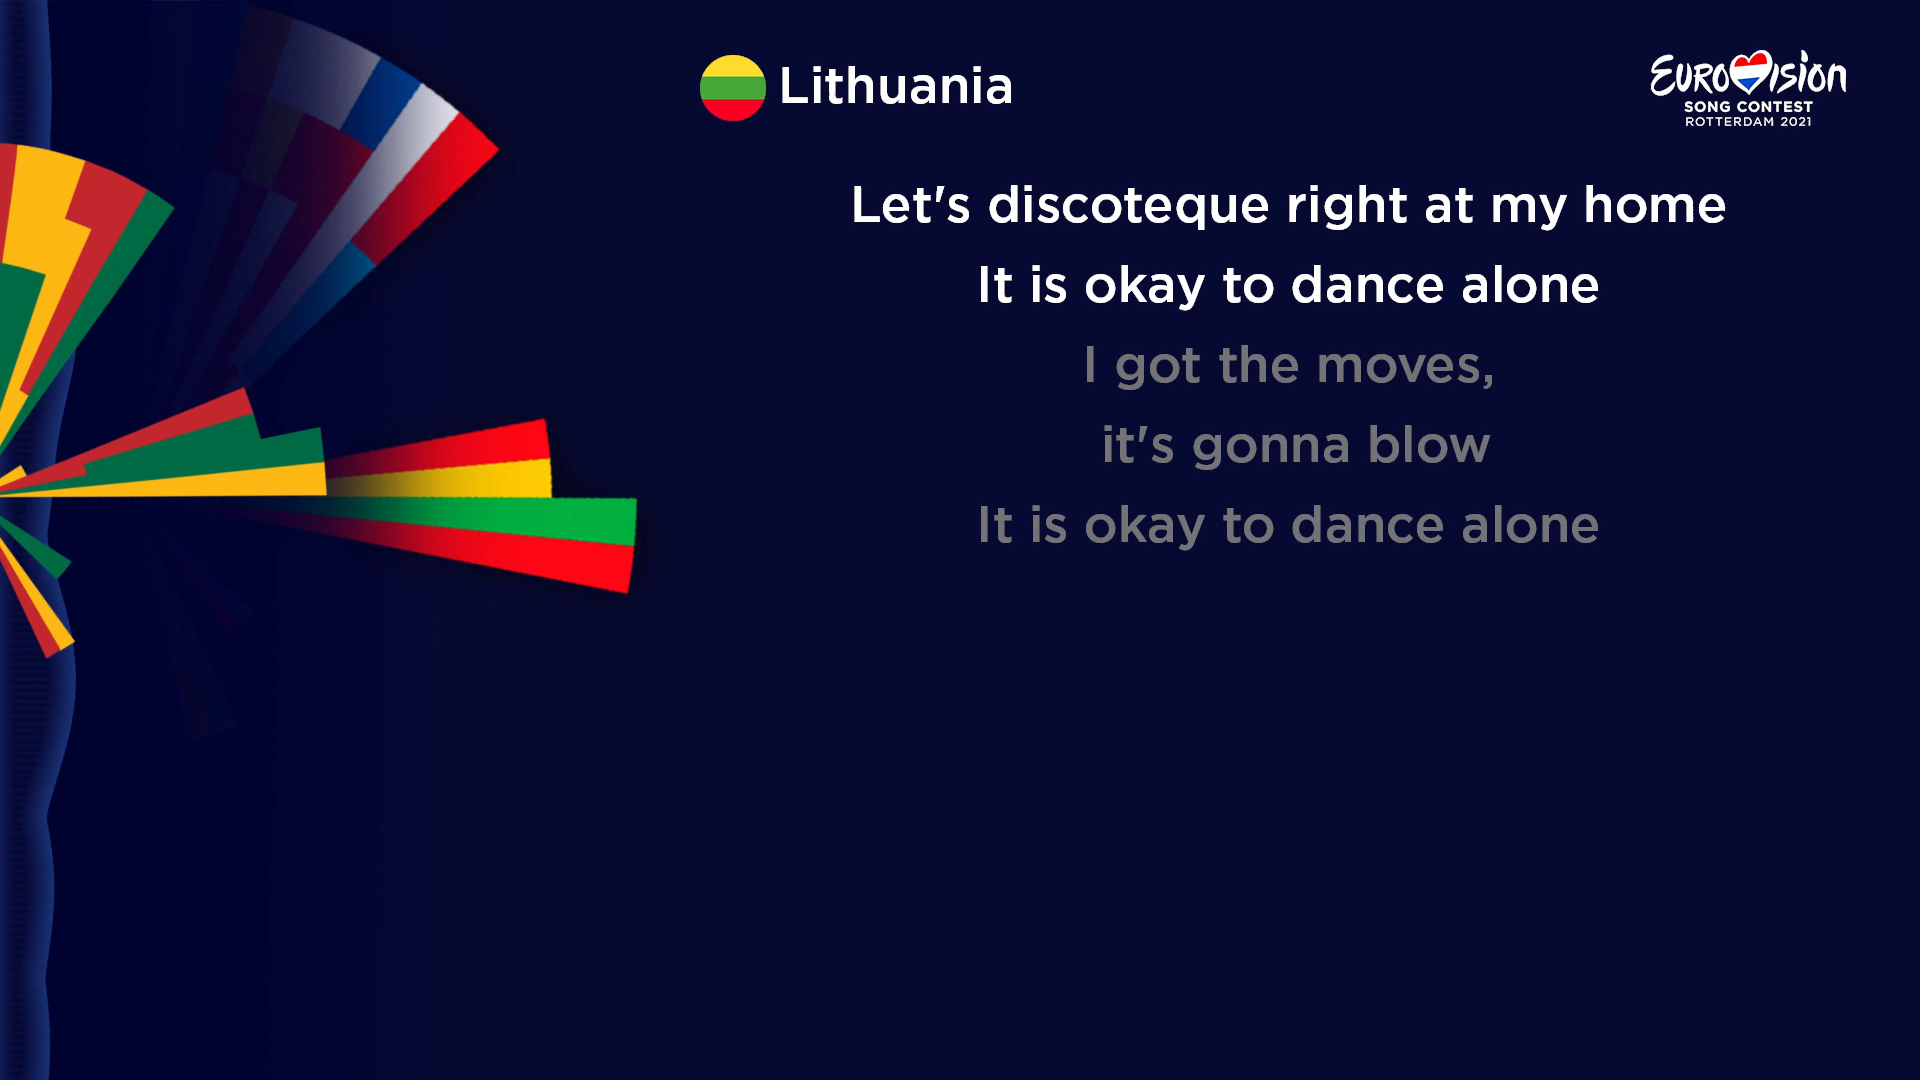 Lithuania
EUROVISION
SONG CONTEST
ROTTERDAM 2021
Let's discoteque right at my home
It is okay to dance alone
I got the moves,
it's gonna blow
It is okay to dance alone